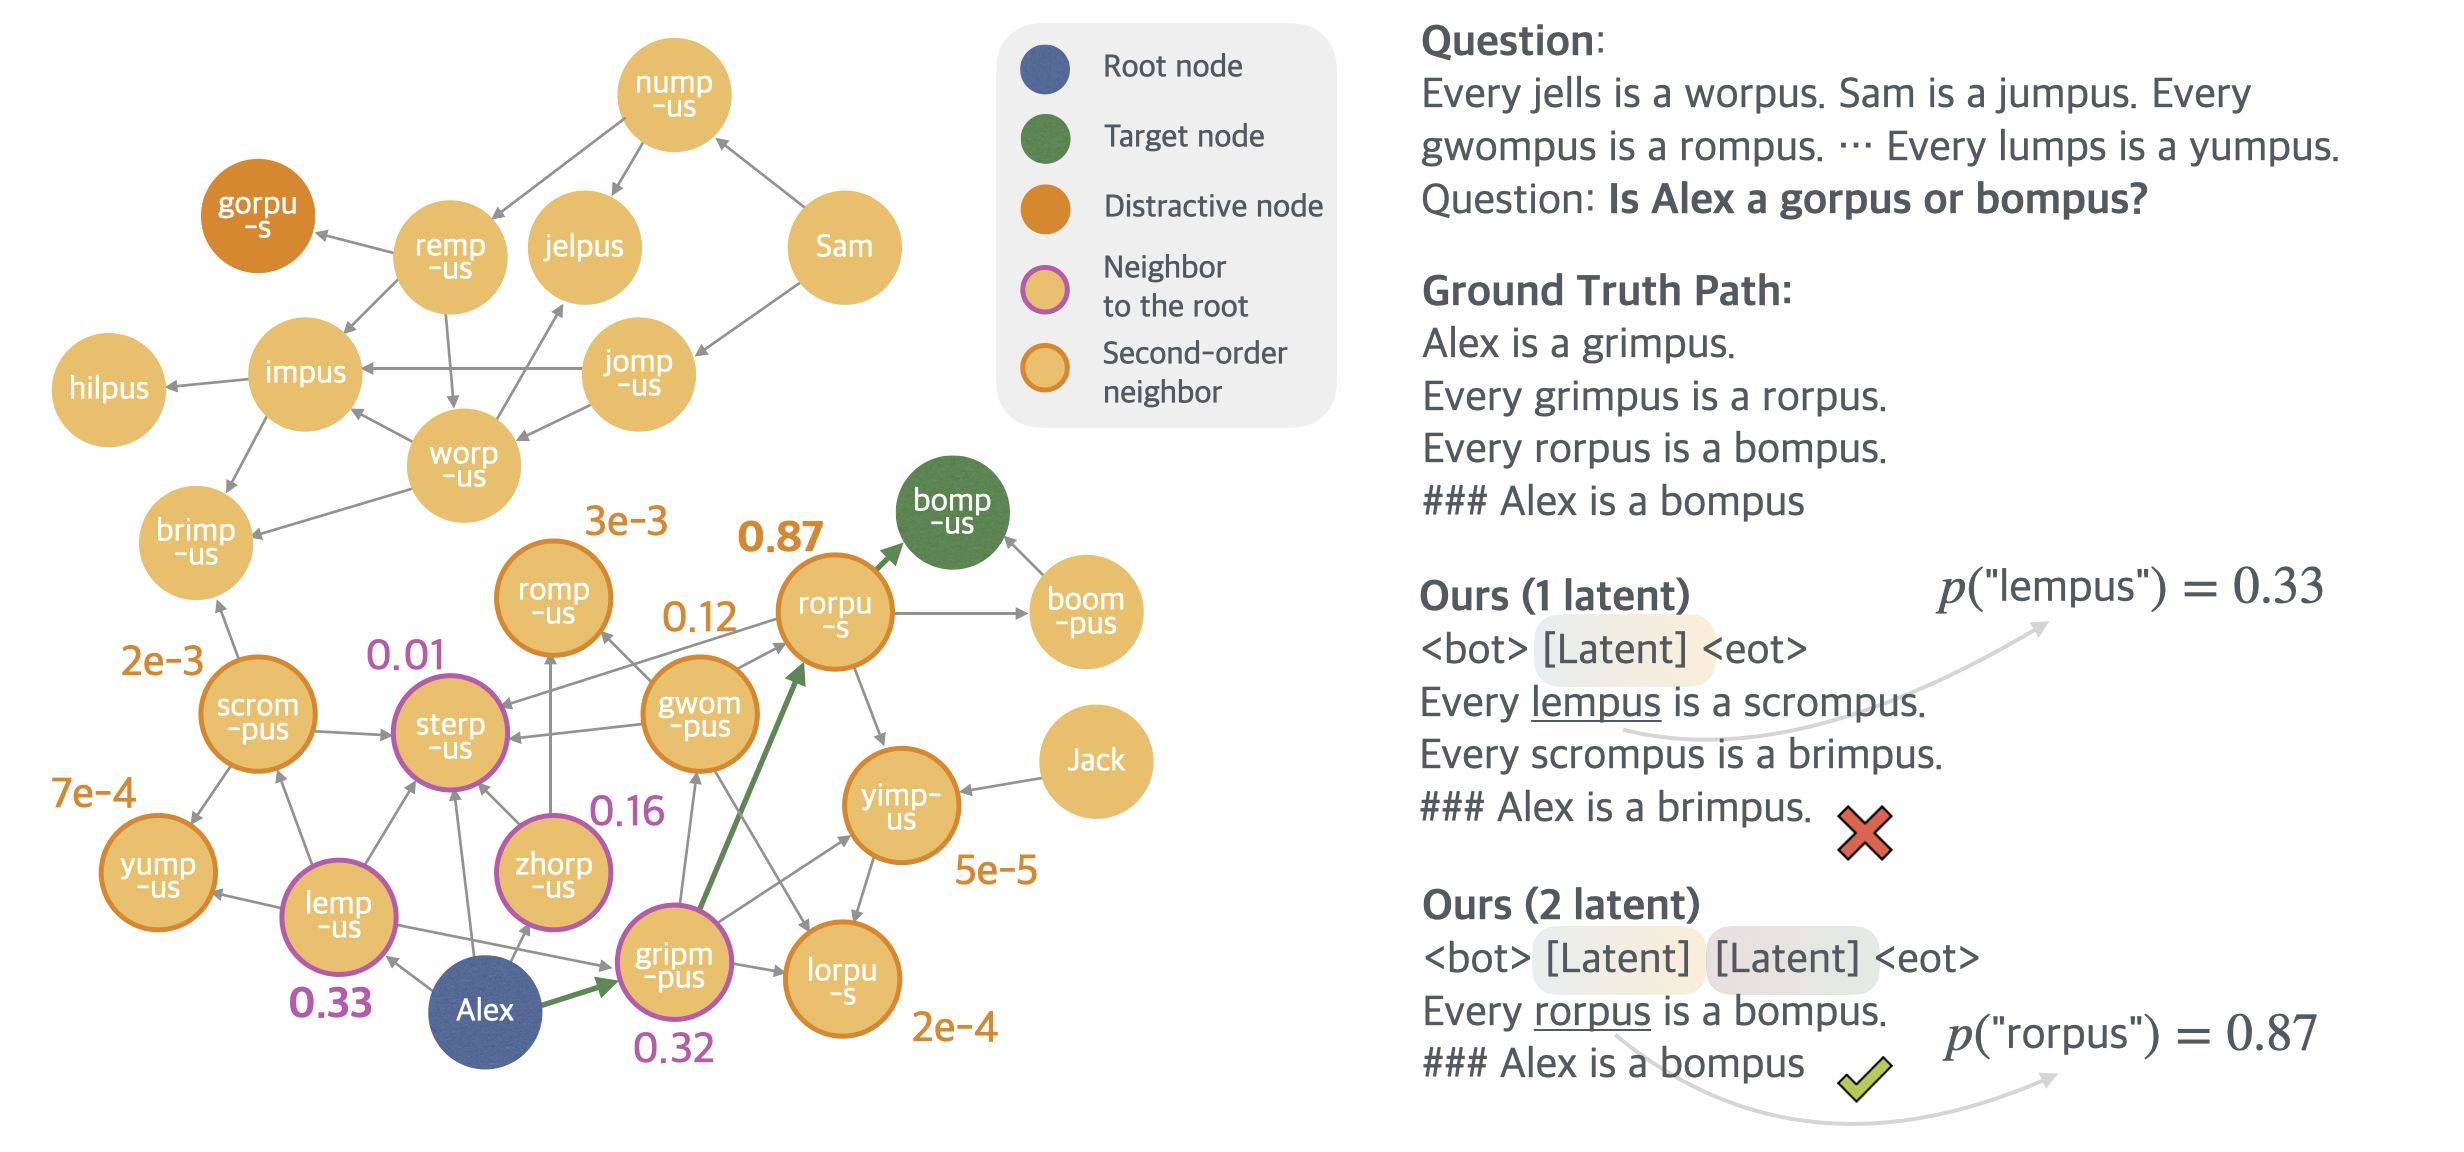 nump
-us
gorpu
-s
remp
-us
jelpus
Sam
hilpus
impus
jomp
-us
worp
-us
brimp
-us
Root node
Target node
Distractive node
Neighbor
to the root
Second-order
neighbor
bomp
-us
3e-3
0.87
romp
-us
0.12
rorpu
-s
boom
-pus
2e-3
0.01
scrom
-pus
sterp
-us
gwom
-pus
Jack
7e-4
0.16
yimp-
us
yump
-us
zhorp
-us
5e-5
lemp
-us
gripm
-pus
lorpu
-s
0.33
Alex
0.32
2e-4
Question:
Every jells is a worpus. Sam is a jumpus. Every
gwompus is a rompus. ··· Every lumps is a yumpus.
Question: Is Alex a gorpus or bompus?
Ground Truth Path:
Alex is a grimpus.
Every grimpus is a rorpus.
Every rorpus is a bompus.
### Alex is a bompus
Ours (1 latent)
p("lempus") = 0.33
<bot> [Latent] <eot>
Every lempus is a scrompus.
Every scrompus is a brimpus.
### Alex is a brimpus.
Ours (2 latent)
<bot> [Latent] [Latent] <eot>
Every rorpus is a bompus.
p("rorpus") = 0.87
### Alex is a bompus